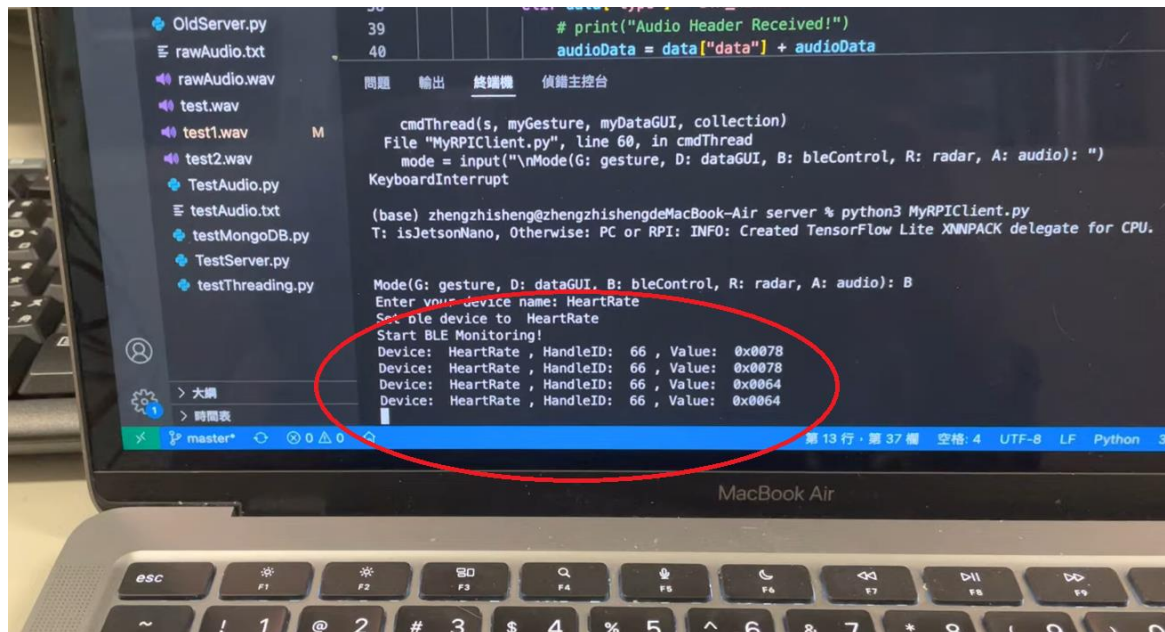 OldServer.py
rawAudio.txt
rawAudio.wav
test.wav
test1.wav M
test2.wav
TestAudio.py
testAudio.txt
testMongoDB.py
TestServer.py
testThreading.py
> 大綱
> 時間表
39 # print("Audio Header Received!")
40 audioData = data["data"] + audioData
問題 輸出 終端機 偵錯主控台
cmdThread(s, myGesture, myDataGUI, collection)
File "MyRPIClient.py", line 60, in cmdThread
mode = input("\nMode(G: gesture, D: dataGUI, B: bleControl, R: radar, A: audio): ")
KeyboardInterrupt
(base) zhengzhisheng@zhengzhishengdeMacBook-Air server % python3 MyRPIClient.py
T: isJetsonNano, Otherwise: PC or RPI: INFO: Created TensorFlow Lite XNNPACK delegate for CPU.
Mode(G: gesture, D: dataGUI, B: bleControl, R: radar, A: audio): B
Enter your device name: HeartRate
Set ble device to HeartRate
Start BLE Monitoring!
Device: HeartRate , HandleID: 66 , Value: 0x0078
Device: HeartRate , HandleID: 66 , Value: 0x0078
Device: HeartRate , HandleID: 66 , Value: 0x0064
Device: HeartRate , HandleID: 66 , Value: 0x0064
1
master* 0 0 第 13 行，第 37 欄 空格: 4 UTF-8 LF Python 3
MacBook Air
esc F1 F2 F3 F4 F5 F6 F7 F8 F9
~ ! 1 @ 2 # 3 $ 4 % 5 ^ 6 & 7 * 8 ( 9